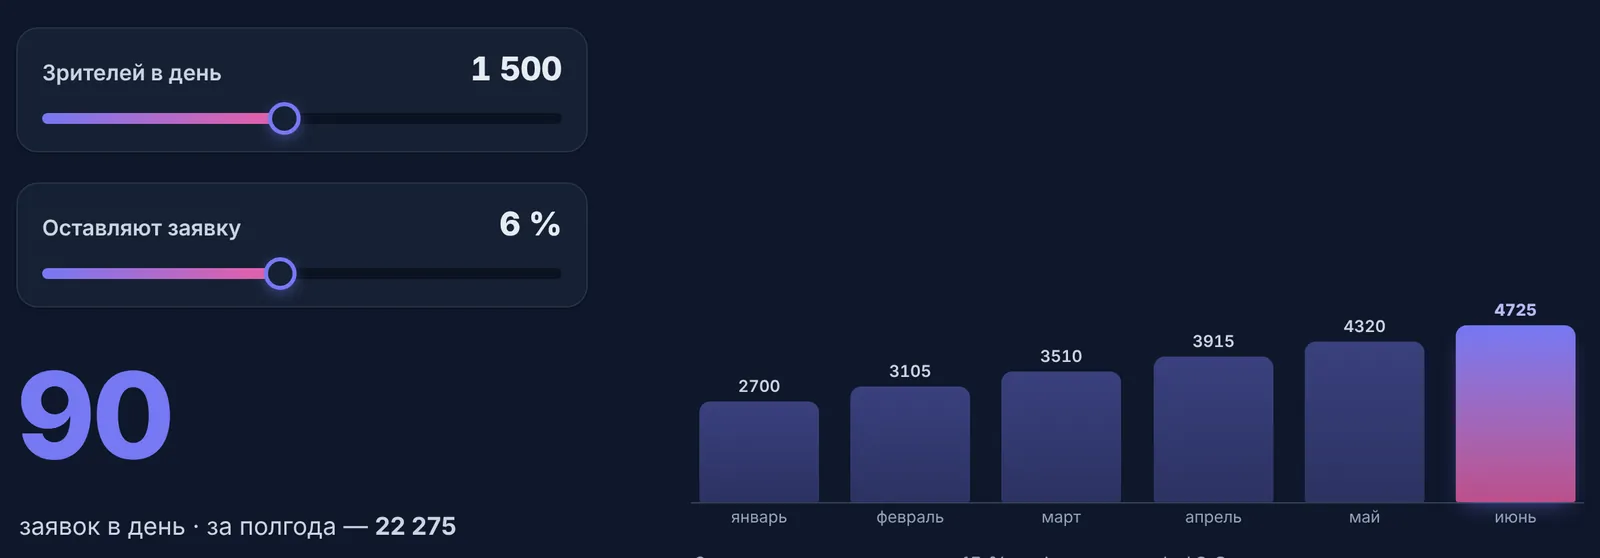 Зрителей в день 1 500
Оставляют заявку 6 %
90
заявок в день · за полгода — 22 275
2700 3105 3510 3915 4320 4725
январь февраль март апрель май июнь